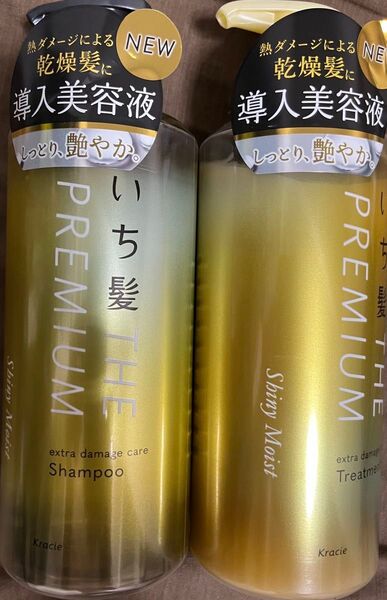 NEW
熱ダメージによる
乾燥髪に
導入美容液
しっとり、艶やか。
いち髪 THE
PREMIUM
Shiny Moist
extra damage care
Shampoo
Kracie
熱ダメージによる
乾燥髪に
導入美容液
しっとり、艶やか。
いち髪 THE
PREMIUM
Shiny Moist
extra damage
Treatment
Kracie